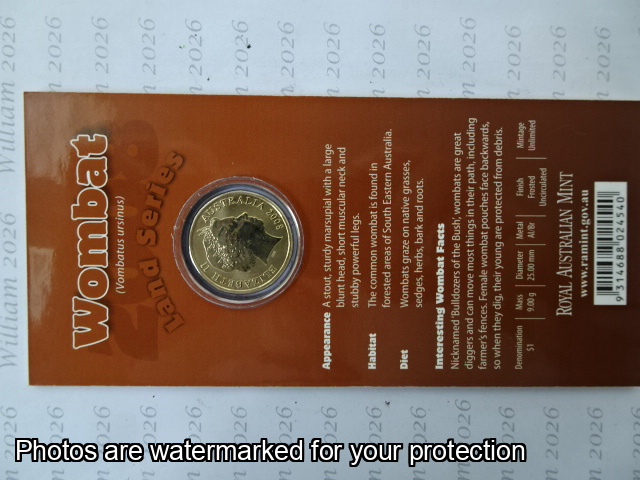 Wombat
(Vombatus ursinus)
Land Series
ELIZABETH II AUSTRALIA 2008
Appearance A stout, sturdy marsupial with a large
blunt head, short muscular neck and
stubby powerful legs.
Habitat The common wombat is found in
forested areas of South Eastern Australia.
Diet Wombats graze on native grasses,
sedges, herbs, bark and roots.
Interesting Wombat Facts
Nicknamed 'Bulldozers of the Bush', wombats are great
diggers and can move most things in their path, including
farmer's fences. Female wombat pouches face backwards,
so when they dig, their young are protected from debris.
Denomination Mass Diameter Metal Finish Mintage
$1 9.00 g 25.00 mm Al/Br Frosted Unlimited
Uncirculated
ROYAL AUSTRALIAN MINT
www.ramint.gov.au
9 314688 024540
William 2026
Photos are watermarked for your protection